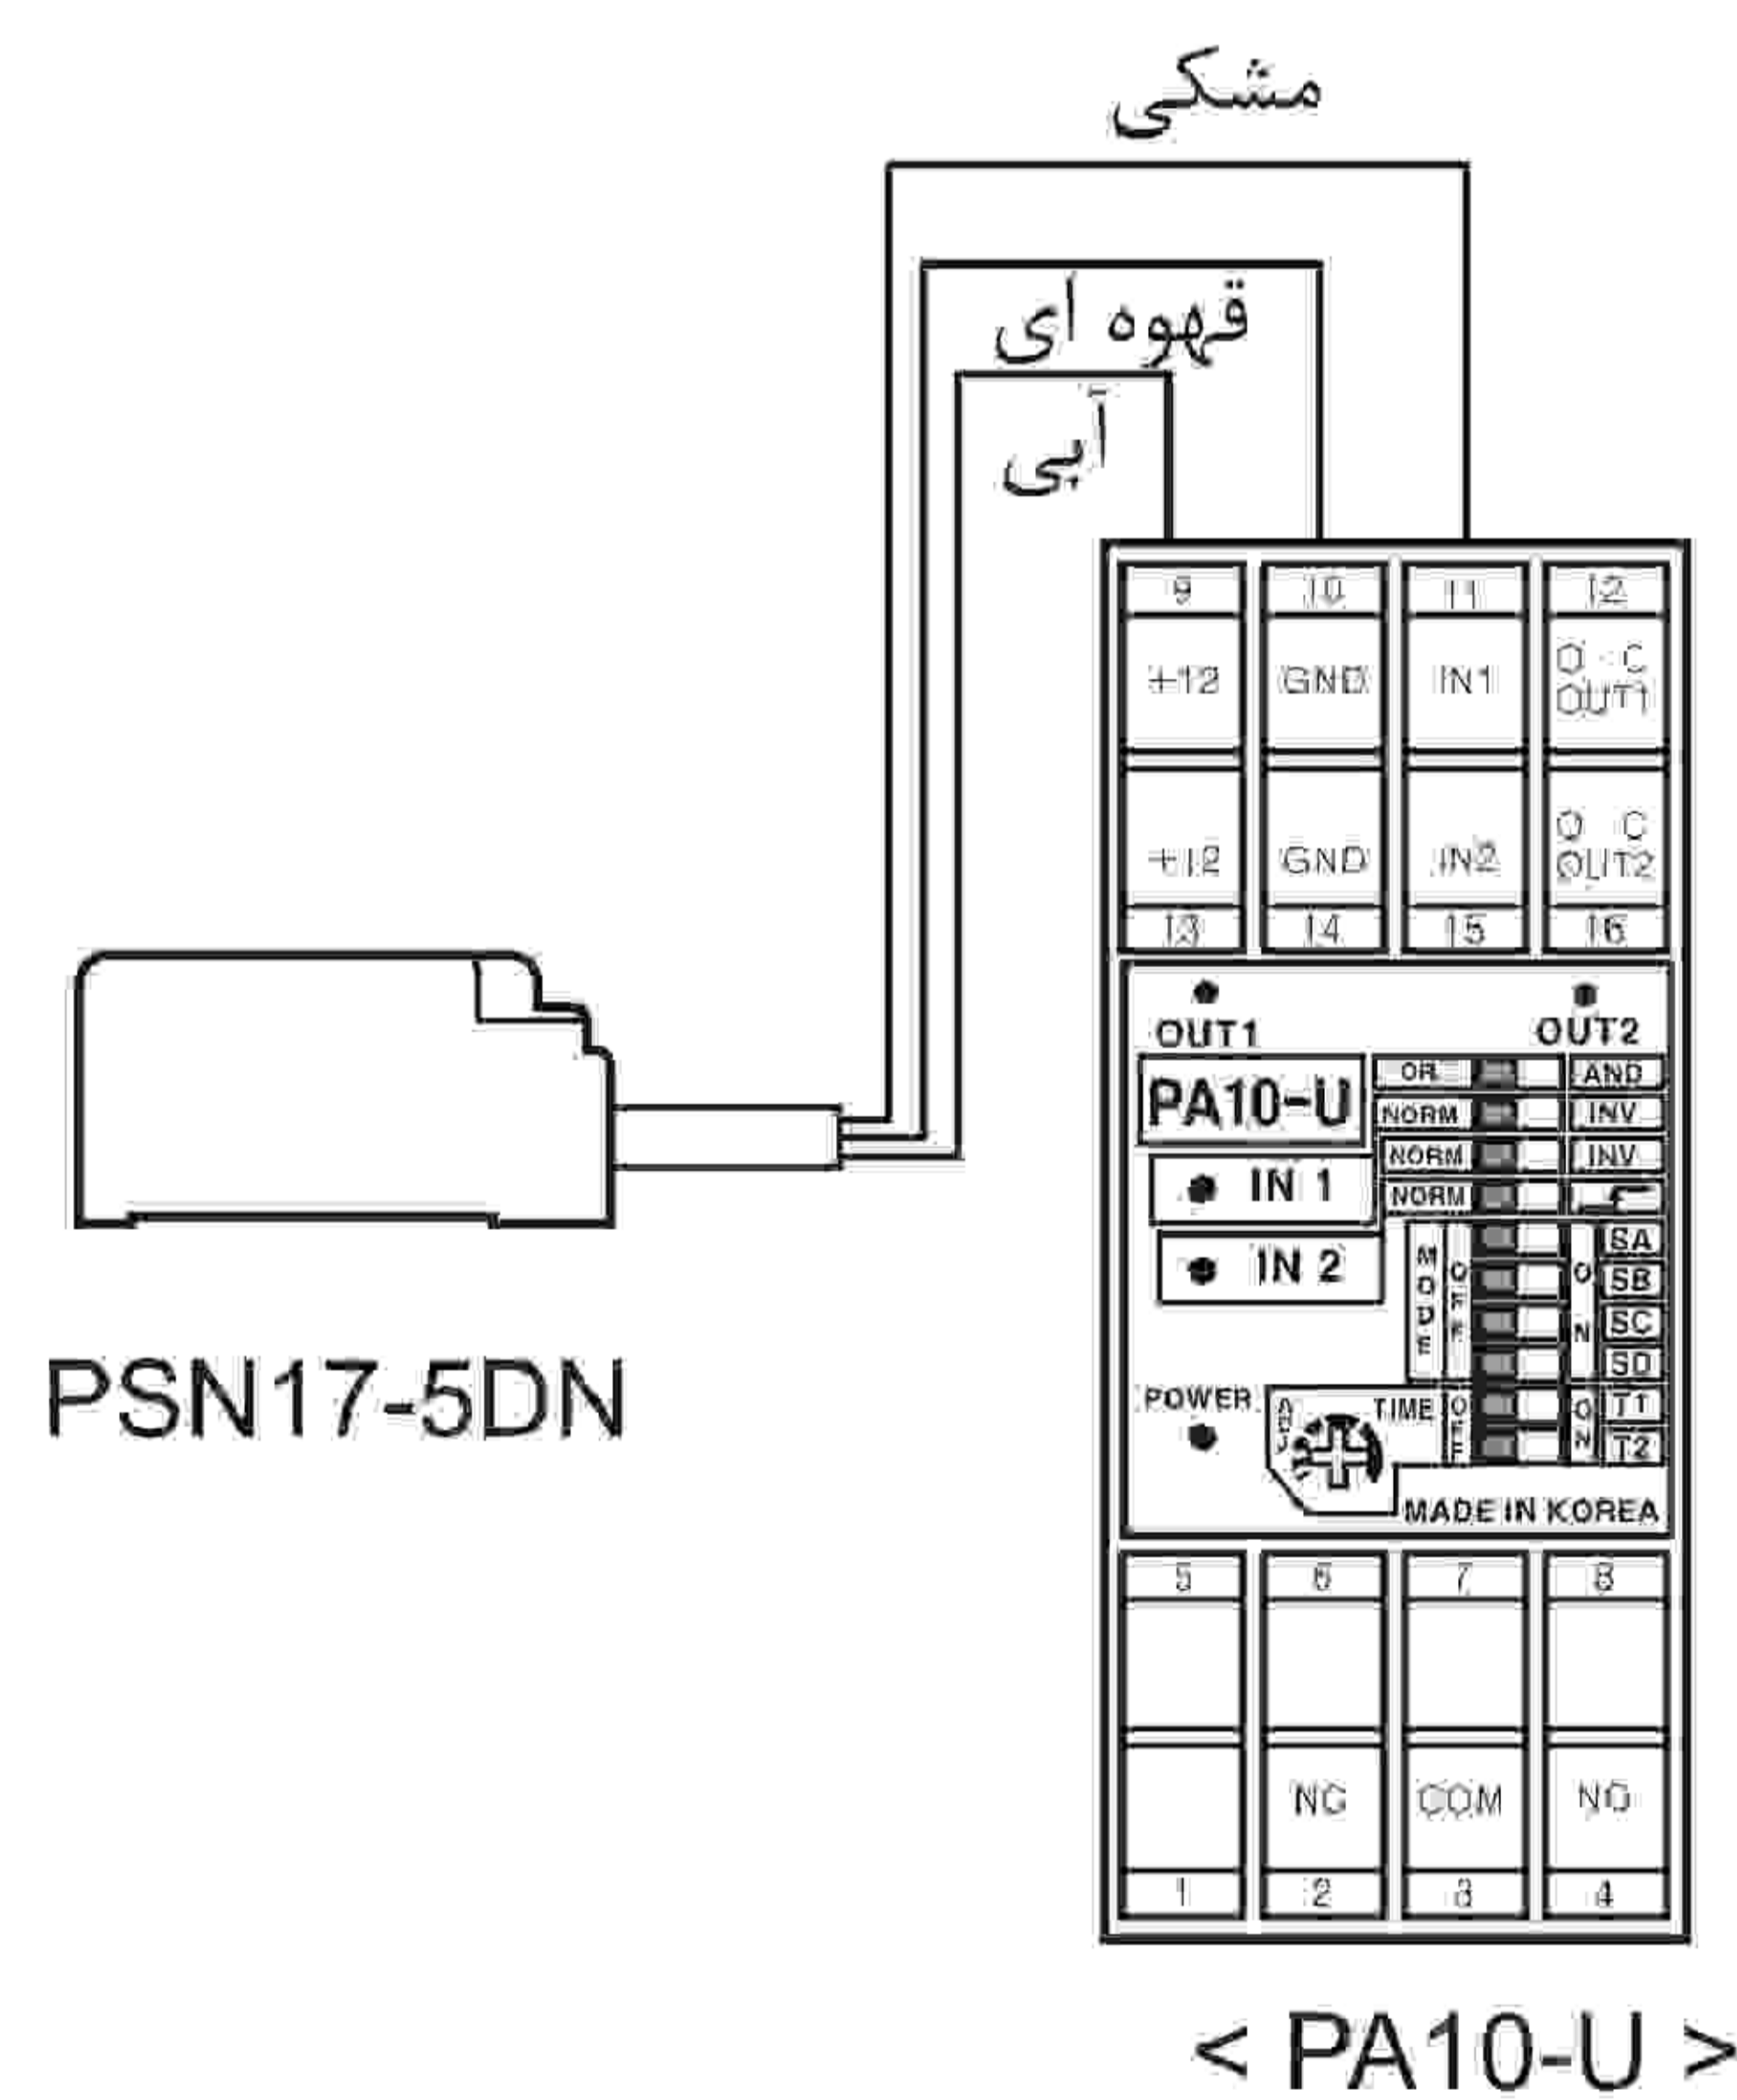 مشکی
قهوه ای
آبی
9 10 11 12
+12 GND IN1 O C
OUT1
+12 GND IN2 O C
OUT2
13 14 15 16
OUT1 OUT2
PA10-U
OR AND
NORM INV
NORM INV
NORM
IN 1
IN 2
MODE OFF ON SA
SB
SC
SD
POWER ADJ TIME OFF ON T1
T2
MADE IN KOREA
5 6 7 8
NC COM NO
1 2 3 4
PSN17-5DN
< PA10-U >